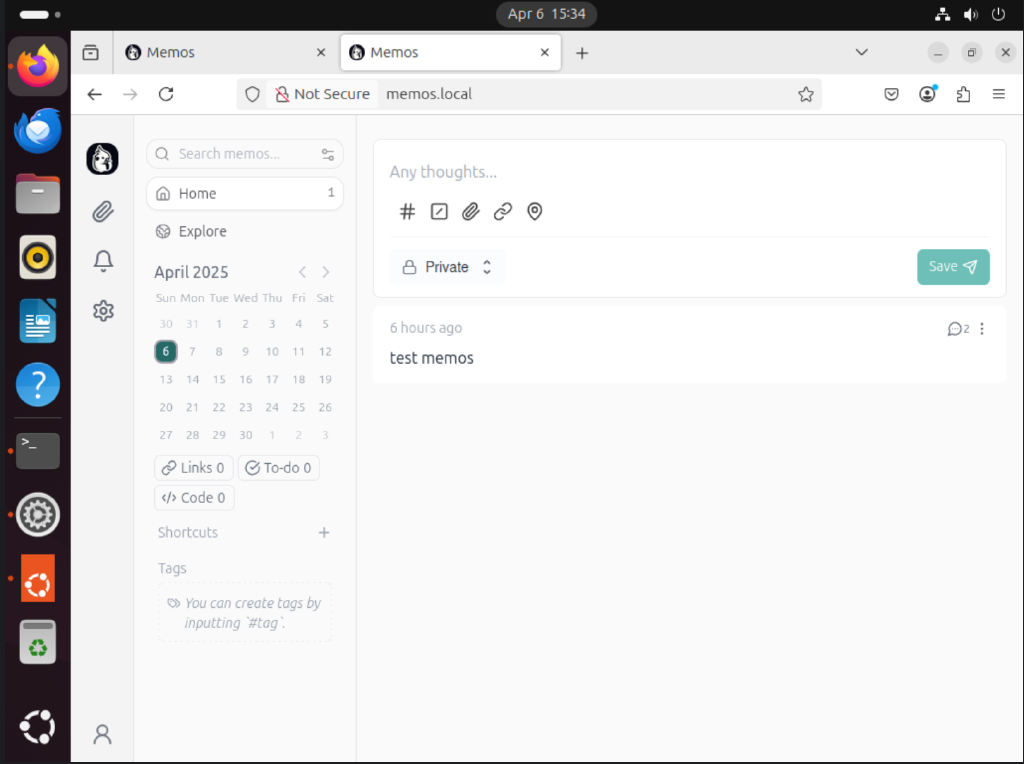 Apr 6 15:34
Memos
Memos
Not Secure
memos.local
Search memos...
Home 1
Explore
April 2025
Sun Mon Tue Wed Thu Fri Sat
30 31 1 2 3 4 5
6 7 8 9 10 11 12
13 14 15 16 17 18 19
20 21 22 23 24 25 26
27 28 29 30 1 2 3
Links 0
To-do 0
</> Code 0
Shortcuts
Tags
You can create tags by
inputting `#tag`.
Any thoughts...
Private
Save
6 hours ago
2
test memos